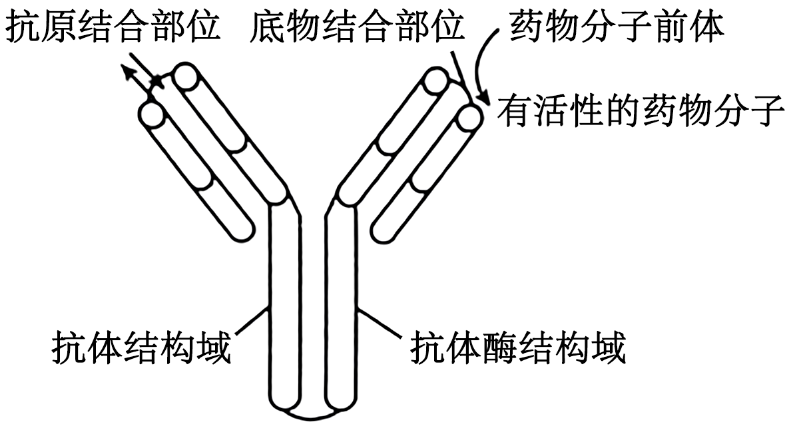 抗原结合部位
底物结合部位
药物分子前体
有活性的药物分子
抗体结构域
抗体酶结构域